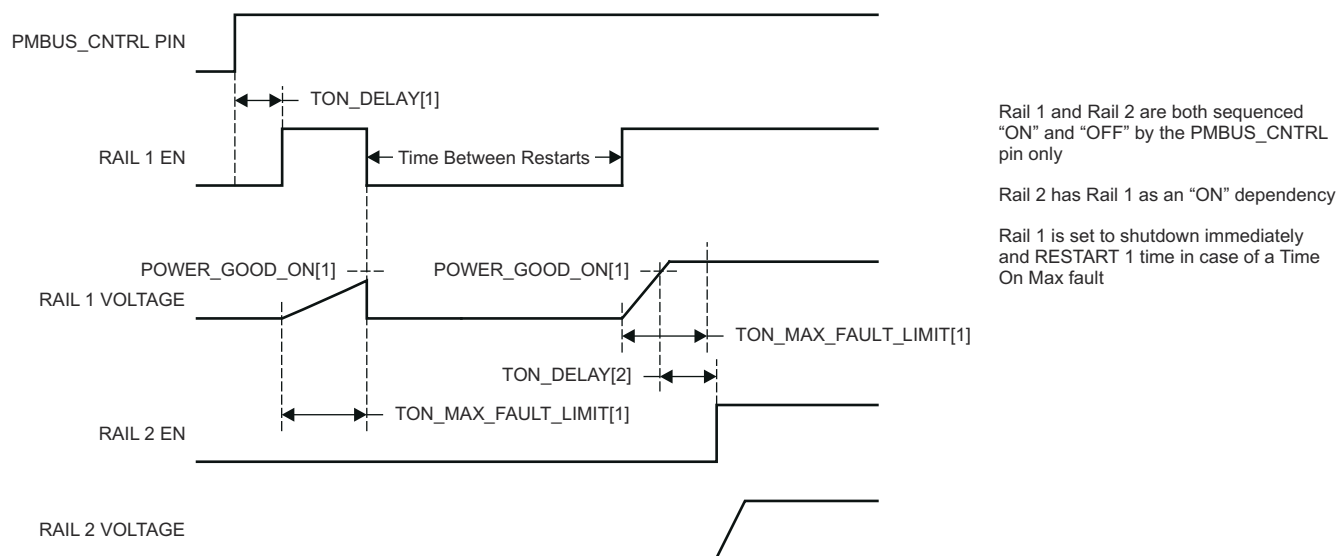 PMBUS_CNTRL PIN
TON_DELAY[1]
RAIL 1 EN
Time Between Restarts
POWER_GOOD_ON[1]
POWER_GOOD_ON[1]
RAIL 1 VOLTAGE
TON_MAX_FAULT_LIMIT[1]
TON_DELAY[2]
TON_MAX_FAULT_LIMIT[1]
RAIL 2 EN
RAIL 2 VOLTAGE
Rail 1 and Rail 2 are both sequenced
“ON” and “OFF” by the PMBUS_CNTRL
pin only
Rail 2 has Rail 1 as an “ON” dependency
Rail 1 is set to shutdown immediately
and RESTART 1 time in case of a Time
On Max fault